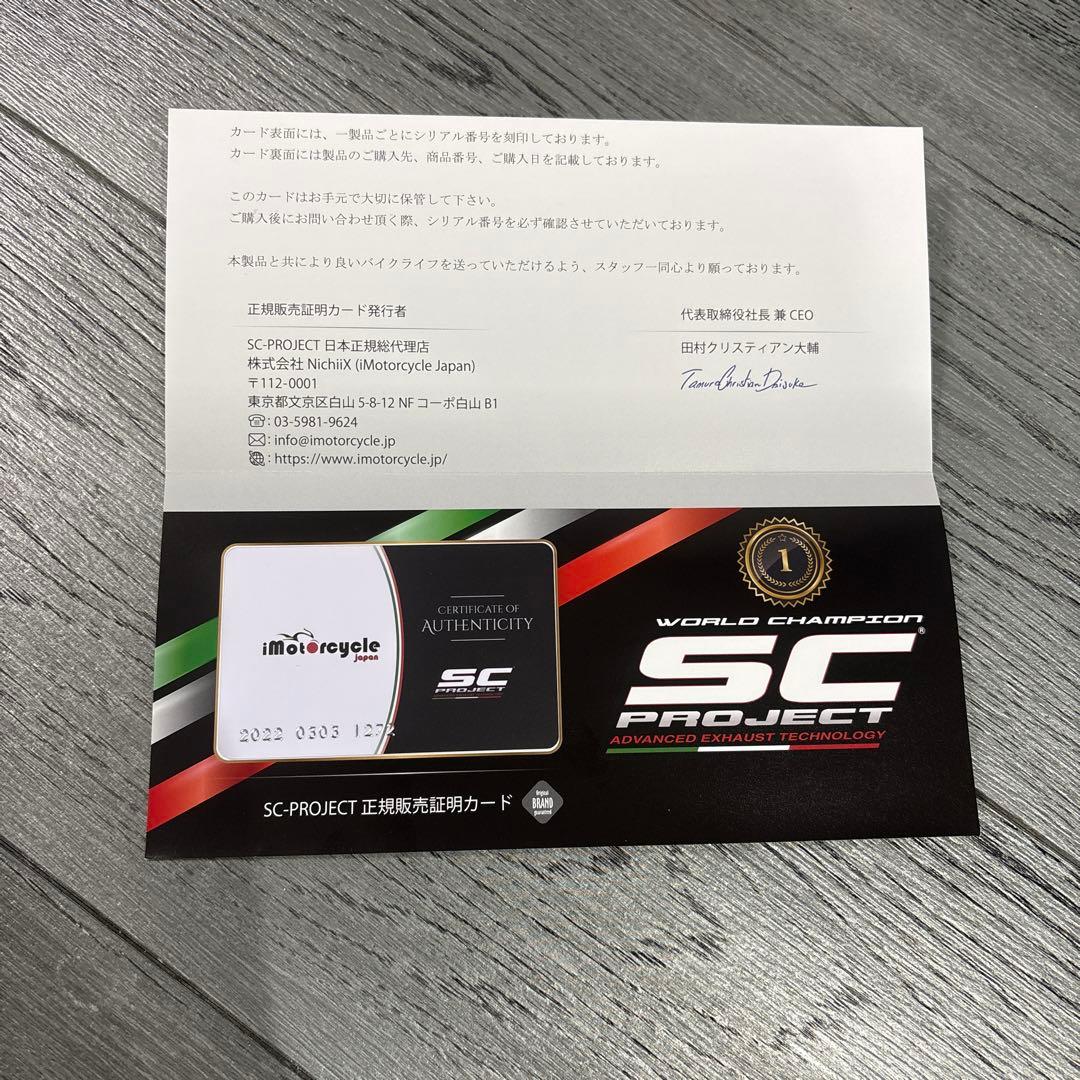 カード表面には、一製品ごとにシリアル番号を刻印しております。
カード裏面には製品のご購入先、商品番号、ご購入日を記載しております。
このカードはお手元で大切に保管して下さい。
ご購入後にお問い合わせ頂く際、シリアル番号を必ず確認させていただいております。
本製品と共により良いバイクライフを送っていただけるよう、スタッフ一同心より願っております。
正規販売証明カード発行者
SC-PROJECT 日本正規総代理店
株式会社 NichiiX (iMotorcycle Japan)
〒112-0001
東京都文京区白山 5-8-12 NF コーポ白山 B1
: 03-5981-9624
: info@imotorcycle.jp
: https://www.imotorcycle.jp/
代表取締役社長 兼 CEO
田村クリスティアン大輔
Tamura Christian Daisuke
iMotorcycle
japan
2022 0303 1272
CERTIFICATE OF
AUTHENTICITY
SC
PROJECT
SC-PROJECT 正規販売証明カード
Original
BRAND
guaranteed
1
WORLD CHAMPION
SC®
PROJECT
ADVANCED EXHAUST TECHNOLOGY